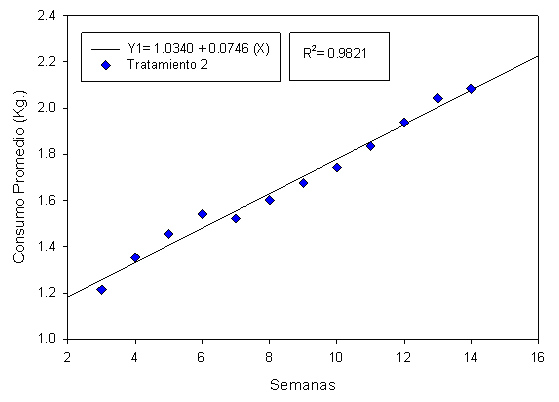 2.4
2.2
2.0
1.8
1.6
1.4
1.2
1.0
Consumo Promedio (Kg.)
Y1= 1.0340 + 0.0746 (X)
Tratamiento 2
R²= 0.9821
2 4 6 8 10 12 14 16
Semanas